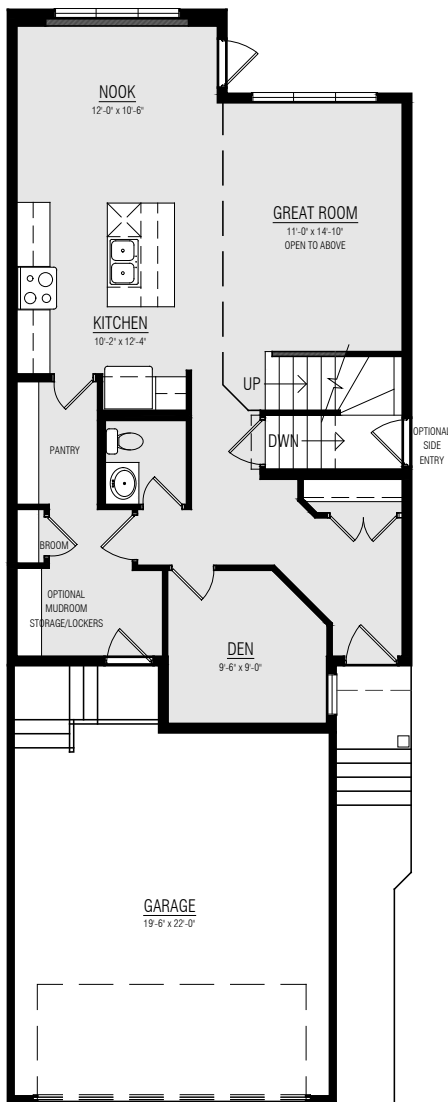 NOOK
12'-0" x 10'-6"
GREAT ROOM
11'-0" x 14'-10"
OPEN TO ABOVE
KITCHEN
10'-2" x 12'-4"
UP
DWN
OPTIONAL
SIDE
ENTRY
PANTRY
BROOM
OPTIONAL
MUDROOM
STORAGE/LOCKERS
DEN
9'-6" x 9'-0"
GARAGE
19'-6" x 22'-0"